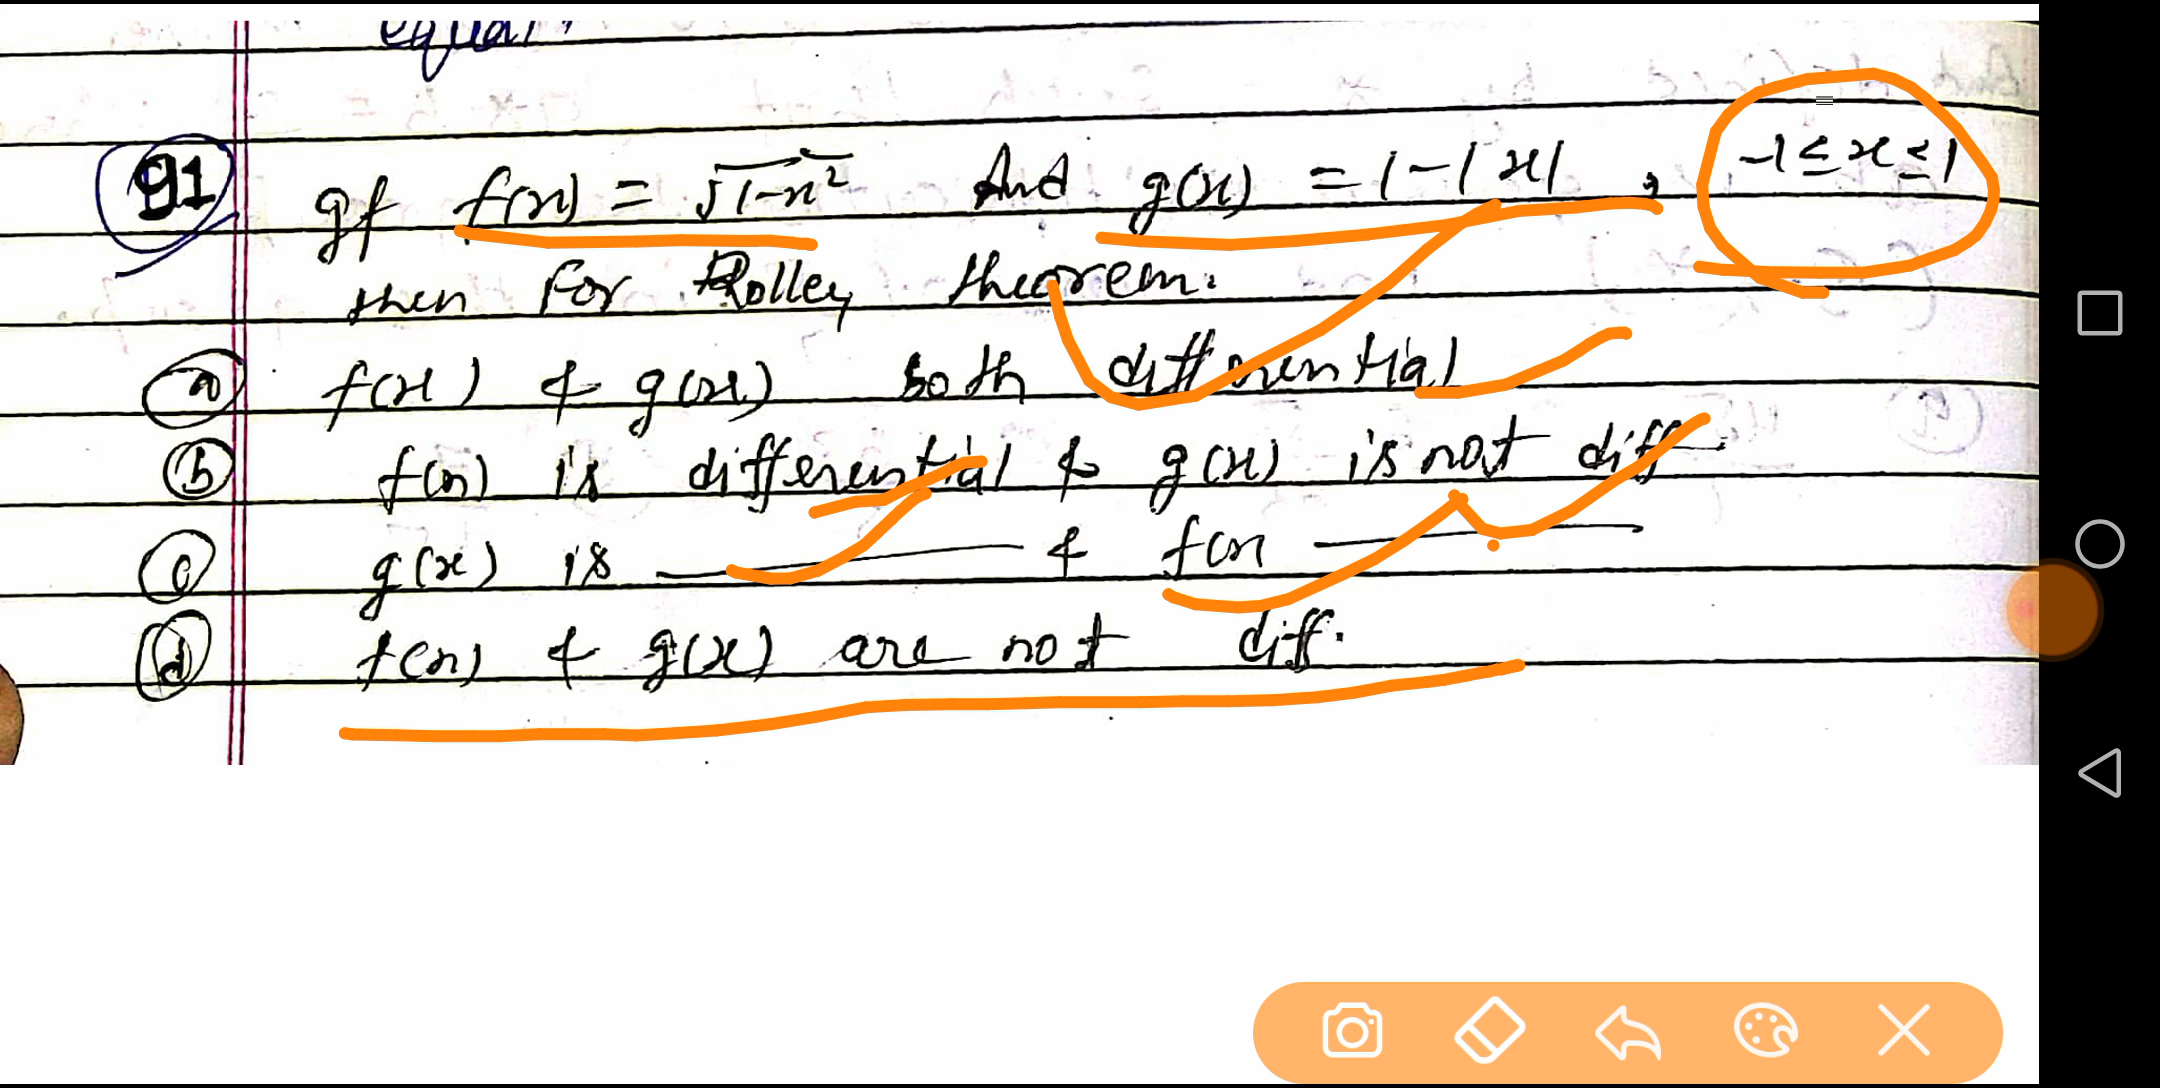 equal.
91 If f(x) = √1-x² And g(x) = 1-|x| , -1≤x≤1
then for Rolley theorem.
(a) f(x) & g(x) both differential
(b) f(x) is differential & g(x) is not diff
(c) g(x) is — & f(x —
(d) f(x) & g(x) are not diff.